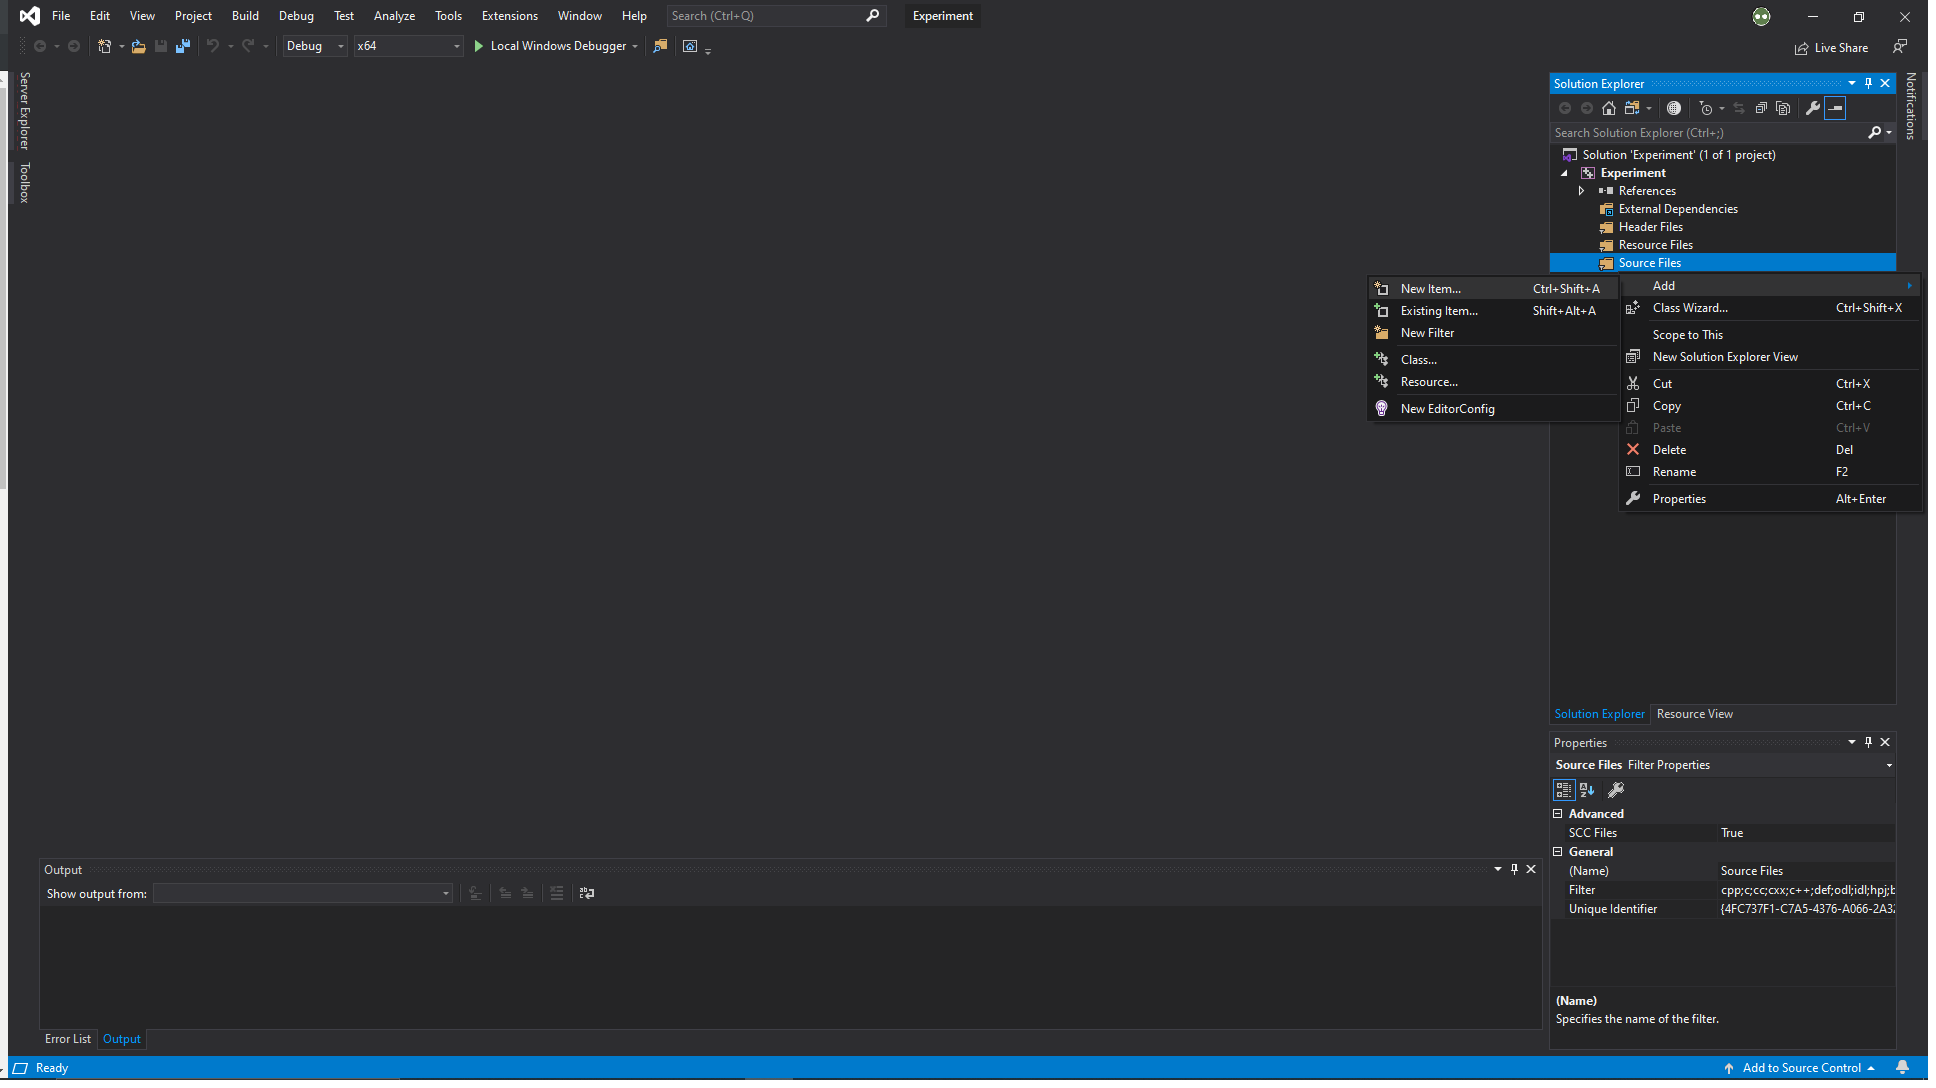 File Edit View Project Build Debug Test Analyze Tools Extensions Window Help Search (Ctrl+Q) Experiment
Debug x64 Local Windows Debugger Live Share
Server Explorer
Toolbox
Notifications
Solution Explorer
Search Solution Explorer (Ctrl+;)
Solution 'Experiment' (1 of 1 project)
Experiment
References
External Dependencies
Header Files
Resource Files
Source Files
New Item... Ctrl+Shift+A
Existing Item... Shift+Alt+A
New Filter
Class...
Resource...
New EditorConfig
Add
Class Wizard... Ctrl+Shift+X
Scope to This
New Solution Explorer View
Cut Ctrl+X
Copy Ctrl+C
Paste Ctrl+V
Delete Del
Rename F2
Properties Alt+Enter
Solution Explorer Resource View
Properties
Source Files Filter Properties
Advanced
SCC Files True
General
(Name) Source Files
Filter cpp;c;cc;cxx;c++;def;odl;idl;hpj;b
Unique Identifier {4FC737F1-C7A5-4376-A066-2A32
(Name)
Specifies the name of the filter.
Output
Show output from:
Error List Output
Ready Add to Source Control